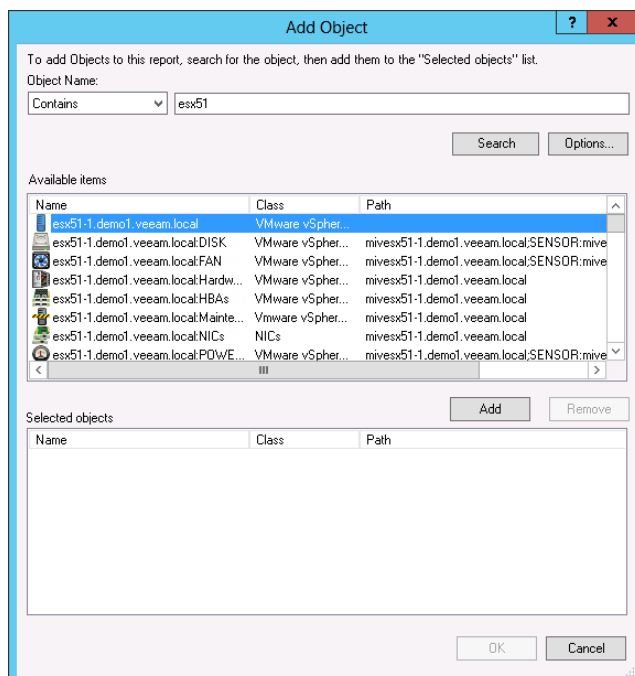 Add Object
? x
To add Objects to this report, search for the object, then add them to the "Selected objects" list.
Object Name:
Contains esx51
Search Options...
Available items
Name Class Path
esx51-1.demo1.veeam.local VMware vSpher...
esx51-1.demo1.veeam.local:DISK VMware vSpher... mivesx51-1.demo1.veeam.local;SENSOR:mive
esx51-1.demo1.veeam.local:FAN VMware vSpher... mivesx51-1.demo1.veeam.local;SENSOR:mive
esx51-1.demo1.veeam.local:Hardw... VMware vSpher... mivesx51-1.demo1.veeam.local
esx51-1.demo1.veeam.local:HBAs VMware vSpher... mivesx51-1.demo1.veeam.local
esx51-1.demo1.veeam.local:Mainte... Vmware vSpher... mivesx51-1.demo1.veeam.local
esx51-1.demo1.veeam.local:NICs NICs mivesx51-1.demo1.veeam.local
esx51-1.demo1.veeam.local:POWE... VMware vSpher... mivesx51-1.demo1.veeam.local;SENSOR:mive
Add Remove
Selected objects
Name Class Path
OK Cancel